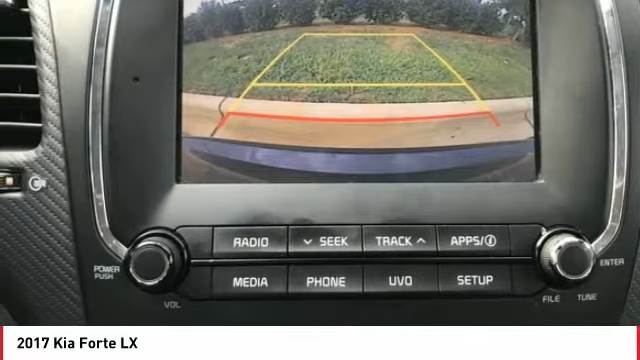 RADIO
SEEK
TRACK
APPS/i
POWER
PUSH
MEDIA
PHONE
UVO
SETUP
ENTER
VOL
FILE
TUNE
2017 Kia Forte LX